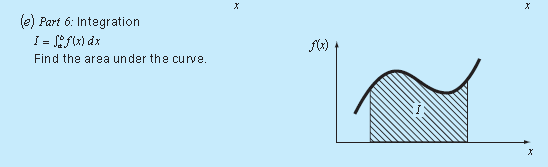 x x
(e) Part 6: Integration
I = ∫ₐᵇ f(x) dx
Find the area under the curve.
f(x)
I
x